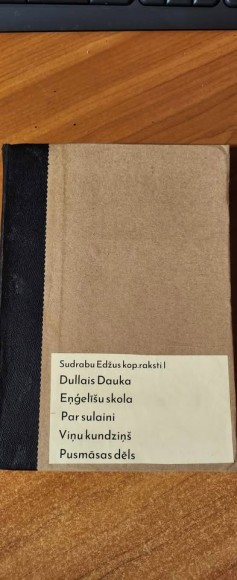 Sudrabu Edžus kop.raksti I
Dullais Dauka
Eņģelīšu skola
Par sulaini
Viņu kundziņš
Pusmāsas dēls